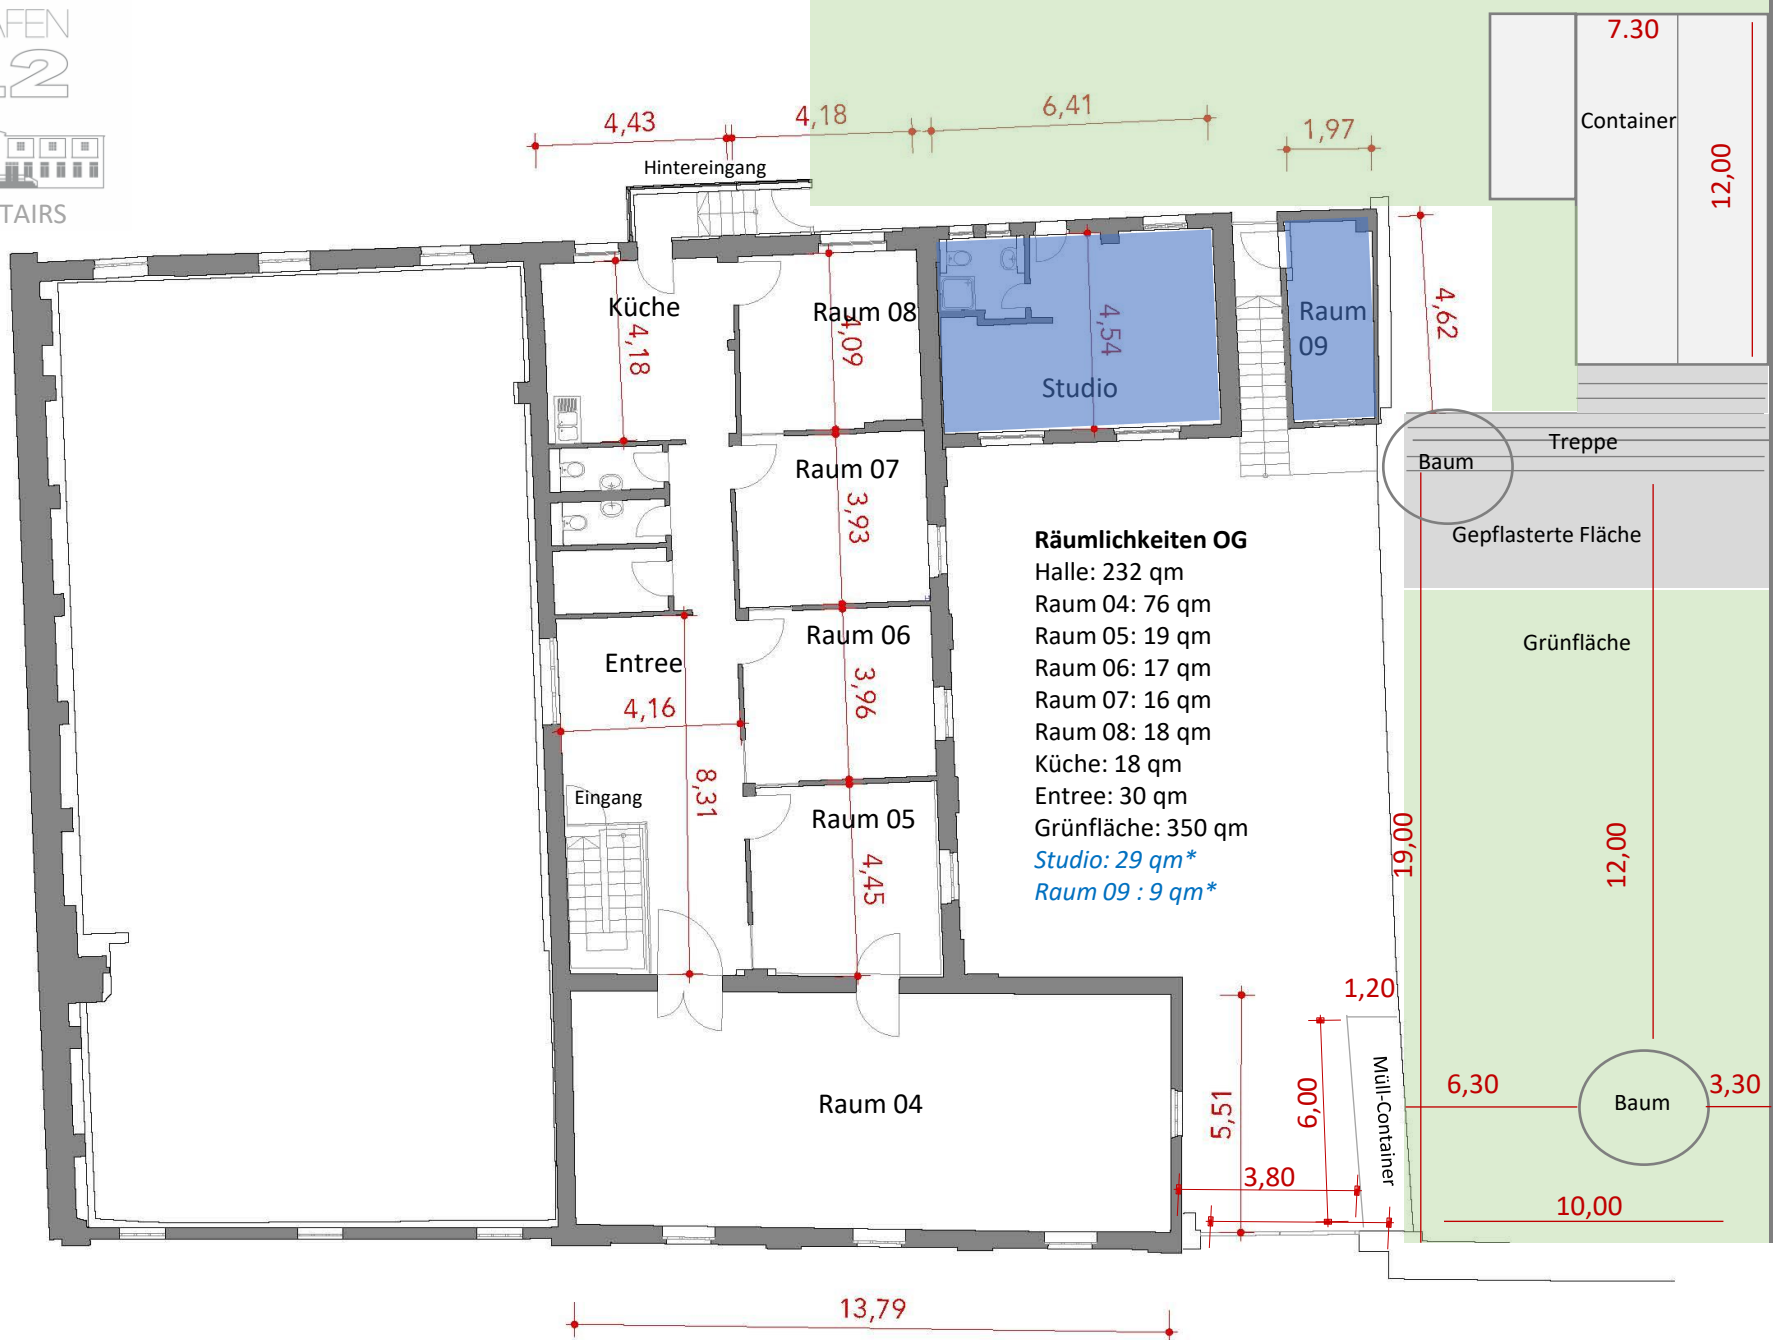 AFEN
.2
TAIRS
7.30
Container
12,00
4,43
4,18
6,41
1,97
Hintereingang
Küche
4,18
Raum 08
4,09
4,54
Studio
Raum
09
4,62
Raum 07
3,93
Baum
Treppe
Gepflasterte Fläche
Räumlichkeiten OG
Halle: 232 qm
Raum 04: 76 qm
Raum 05: 19 qm
Raum 06: 17 qm
Raum 07: 16 qm
Raum 08: 18 qm
Küche: 18 qm
Entree: 30 qm
Grünfläche: 350 qm
Studio: 29 qm*
Raum 09 : 9 qm*
Grünfläche
Raum 06
3,96
Entree
4,16
8,31
Eingang
Raum 05
4,45
19,00
12,00
1,20
Müll-Container
6,00
5,51
3,80
6,30
Baum
3,30
10,00
Raum 04
13,79